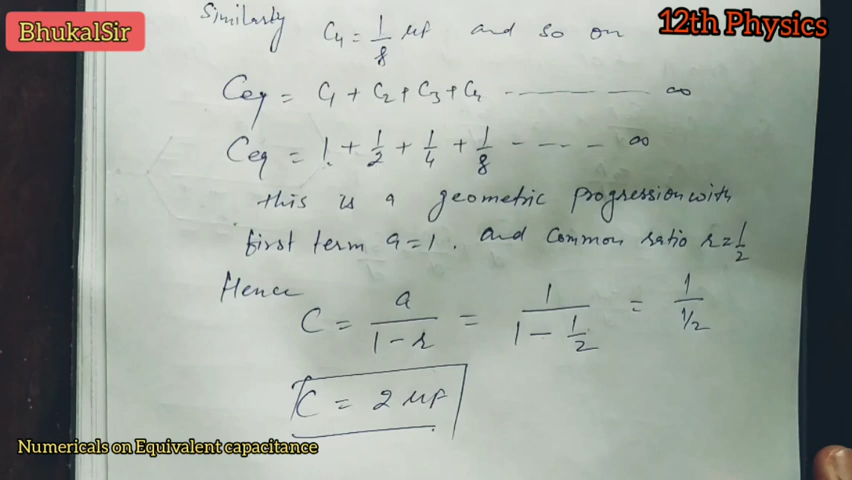 BhukalSir
12th Physics
Similarly C4 = 1/8 μF and so on
Ceq = C1 + C2 + C3 + C4 ------- ∞
Ceq = 1 + 1/2 + 1/4 + 1/8 ----- ∞
this is a geometric progression with
first term a=1. and common ratio r=1/2
Hence
C = a/(1-r) = 1/(1-1/2) = 1/(1/2)
C = 2 μF
Numericals on Equivalent capacitance